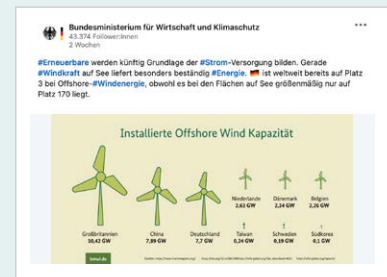 Bundesministerium für Wirtschaft und Klimaschutz
43.374 Follower:innen
2 Wochen
#Erneuerbare werden künftig Grundlage der #Strom-Versorgung bilden. Gerade
#Windkraft auf See liefert besonders beständig #Energie. 🇩🇪 ist weltweit bereits auf Platz
3 bei Offshore-#Windenergie, obwohl es bei den Flächen auf See größenmäßig nur auf
Platz 170 liegt.
Installierte Offshore Wind Kapazität
Niederlande Dänemark Belgien
2,63 GW 2,34 GW 2,26 GW
Großbritannien China Deutschland Taiwan Schweden Südkorea
10,42 GW 7,89 GW 7,7 GW 0,24 GW 0,19 GW 0,1 GW